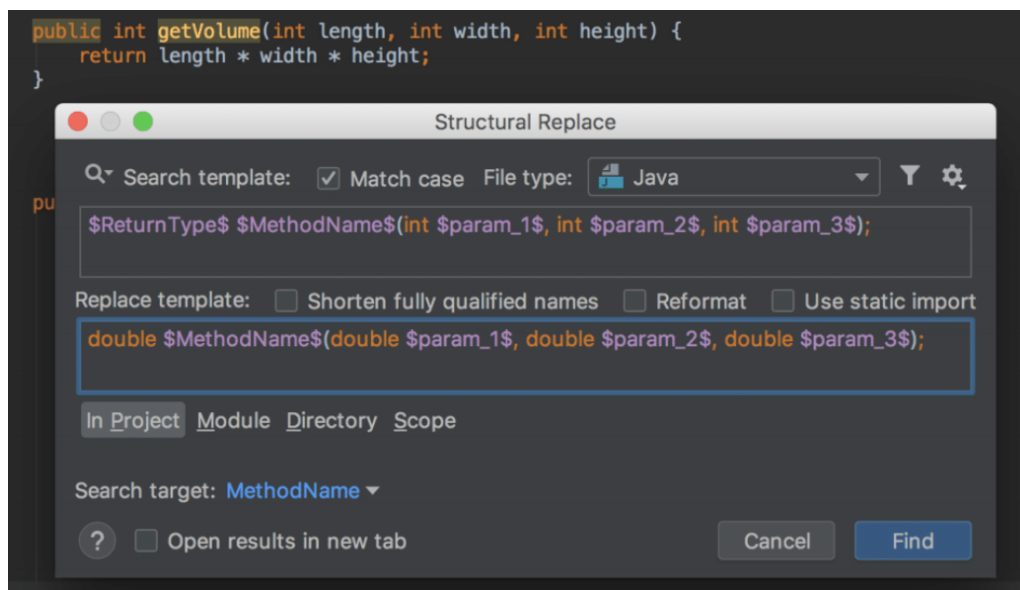 public int getVolume(int length, int width, int height) {
return length * width * height;
}
Structural Replace
Search template: Match case File type: Java
pu
$ReturnType$ $MethodName$(int $param_1$, int $param_2$, int $param_3$);
Replace template: Shorten fully qualified names Reformat Use static import
double $MethodName$(double $param_1$, double $param_2$, double $param_3$);
In Project Module Directory Scope
Search target: MethodName
? Open results in new tab Cancel Find